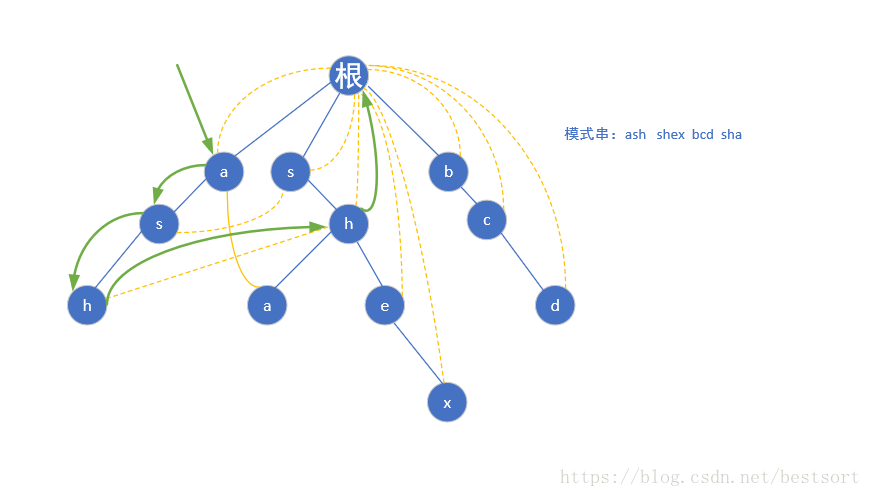 根
模式串：ash shex bcd sha
a
s
b
s
h
c
h
a
e
d
x
https://blog.csdn.net/bestsort